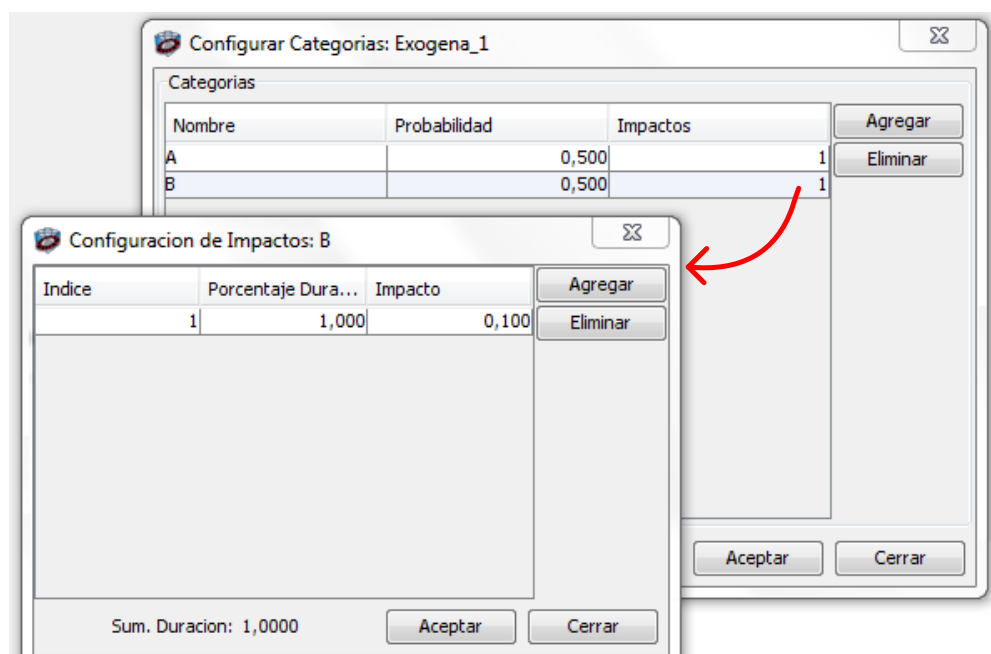 Configurar Categorias: Exogena_1
Categorias
Nombre Probabilidad Impactos
Agregar
A 0,500 1
Eliminar
B 0,500 1
Configuracion de Impactos: B
Indice Porcentaje Dura... Impacto
Agregar
1 1,000 0,100
Eliminar
Aceptar Cerrar
Sum. Duracion: 1,0000 Aceptar Cerrar